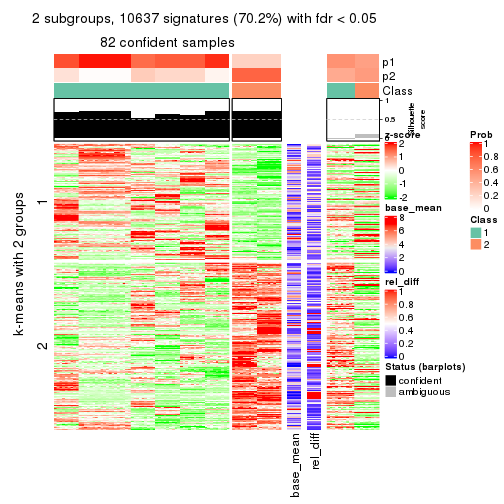 2 subgroups, 10637 signatures (70.2%) with fdr < 0.05
82 confident samples
p1
p2
Class
1
0.5
0
Silhouette
score
k-means with 2 groups
1
2
base_mean
rel_diff
z-score
2
1
0
-1
-2
base_mean
8
6
4
2
0
rel_diff
1
0.8
0.6
0.4
0.2
0
Status (barplots)
confident
ambiguous
Prob
1
0.8
0.6
0.4
0.2
0
Class
1
2